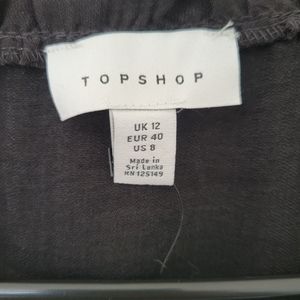 TOPSHOP
UK 12
EUR 40
US 8
Made in
Sri Lanka
RN 125149